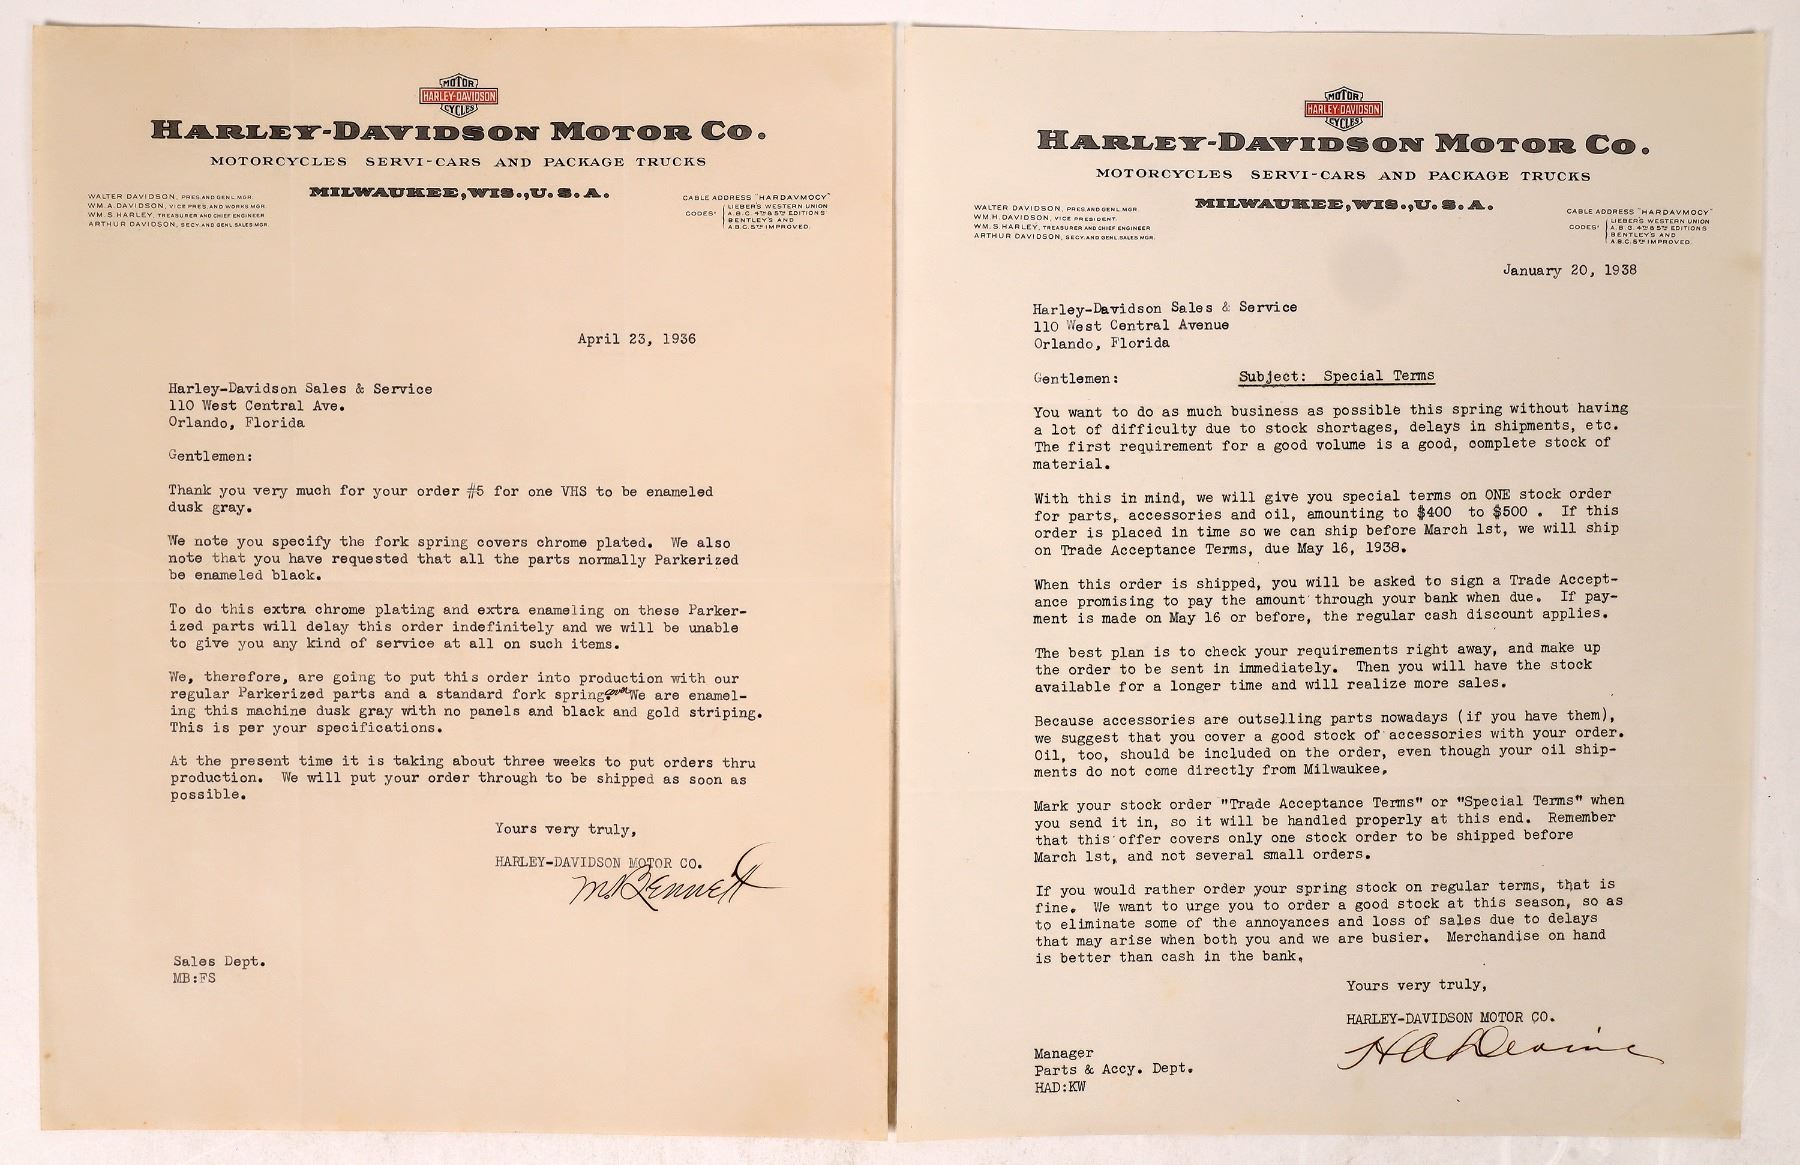 MOTOR
HARLEY-DAVIDSON
CYCLES
HARLEY-DAVIDSON MOTOR CO.
MOTORCYCLES SERVI-CARS AND PACKAGE TRUCKS
MILWAUKEE, WIS., U. S. A.
WALTER DAVIDSON, PRES. AND GENL. MGR.
WM. A. DAVIDSON, VICE PRES. AND WORKS MGR.
WM. S. HARLEY, TREASURER AND CHIEF ENGINEER
ARTHUR DAVIDSON, SECY. AND GENL. SALES MGR.
CABLE ADDRESS "HARDAVMOCY"
CODES' LIEBER'S WESTERN UNION
A.B.C. 4TH & 5TH EDITIONS
BENTLEY'S AND
A.B.C. 5TH IMPROVED.
April 23, 1936
Harley-Davidson Sales & Service
110 West Central Ave.
Orlando, Florida
Gentlemen:
Thank you very much for your order #5 for one VHS to be enameled
dusk gray.
We note you specify the fork spring covers chrome plated. We also
note that you have requested that all the parts normally Parkerized
be enameled black.
To do this extra chrome plating and extra enameling on these Parker-
ized parts will delay this order indefinitely and we will be unable
to give you any kind of service at all on such items.
We, therefore, are going to put this order into production with our
regular Parkerized parts and a standard fork spring cover. We are enamel-
ing this machine dusk gray with no panels and black and gold striping.
This is per your specifications.
At the present time it is taking about three weeks to put orders thru
production. We will put your order through to be shipped as soon as
possible.
Yours very truly,
HARLEY-DAVIDSON MOTOR CO.
M. Bennett
Sales Dept.
MB:FS
MOTOR
HARLEY-DAVIDSON
CYCLES
HARLEY-DAVIDSON MOTOR CO.
MOTORCYCLES SERVI-CARS AND PACKAGE TRUCKS
MILWAUKEE, WIS., U. S. A.
WALTER DAVIDSON, PRES. AND GENL. MGR.
WM. H. DAVIDSON, VICE PRESIDENT.
WM. S. HARLEY, TREASURER AND CHIEF ENGINEER
ARTHUR DAVIDSON, SECY. AND GENL. SALES MGR.
CABLE ADDRESS "HARDAVMOCY"
CODES' LIEBER'S WESTERN UNION
A.B.C. 4TH & 5TH EDITIONS
BENTLEY'S AND
A.B.C. 5TH IMPROVED.
January 20, 1938
Harley-Davidson Sales & Service
110 West Central Avenue
Orlando, Florida
Gentlemen: Subject: Special Terms
You want to do as much business as possible this spring without having
a lot of difficulty due to stock shortages, delays in shipments, etc.
The first requirement for a good volume is a good, complete stock of
material.
With this in mind, we will give you special terms on ONE stock order
for parts, accessories and oil, amounting to $400 to $500 . If this
order is placed in time so we can ship before March 1st, we will ship
on Trade Acceptance Terms, due May 16, 1938.
When this order is shipped, you will be asked to sign a Trade Accept-
ance promising to pay the amount through your bank when due. If pay-
ment is made on May 16 or before, the regular cash discount applies.
The best plan is to check your requirements right away, and make up
the order to be sent in immediately. Then you will have the stock
available for a longer time and will realize more sales.
Because accessories are outselling parts nowadays (if you have them),
we suggest that you cover a good stock of accessories with your order.
Oil, too, should be included on the order, even though your oil ship-
ments do not come directly from Milwaukee.
Mark your stock order "Trade Acceptance Terms" or "Special Terms" when
you send it in, so it will be handled properly at this end. Remember
that this offer covers only one stock order to be shipped before
March 1st, and not several small orders.
If you would rather order your spring stock on regular terms, that is
fine. We want to urge you to order a good stock at this season, so as
to eliminate some of the annoyances and loss of sales due to delays
that may arise when both you and we are busier. Merchandise on hand
is better than cash in the bank.
Yours very truly,
HARLEY-DAVIDSON MOTOR CO.
H A Devine
Manager
Parts & Accy. Dept.
HAD:KW